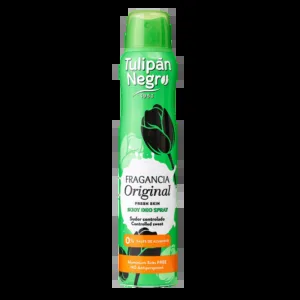 Tulipán
Negro
FRAGANCIA
Original
FRESH SKIN
BODY DEO SPRAY
Sudor controlado
Controlled sweat
0%